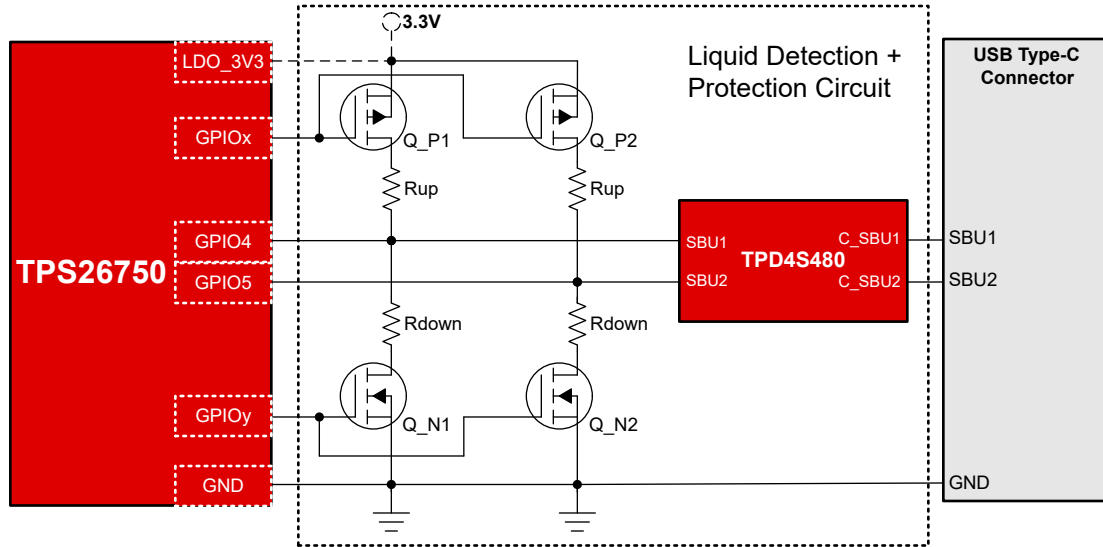 3.3V
LDO_3V3
Liquid Detection +
Protection Circuit
USB Type-C
Connector
GPIOx
Q_P1
Q_P2
Rup
Rup
GPIO4
SBU1
C_SBU1
SBU1
TPS26750
TPD4S480
GPIO5
SBU2
C_SBU2
SBU2
Rdown
Rdown
GPIOy
Q_N1
Q_N2
GND
GND